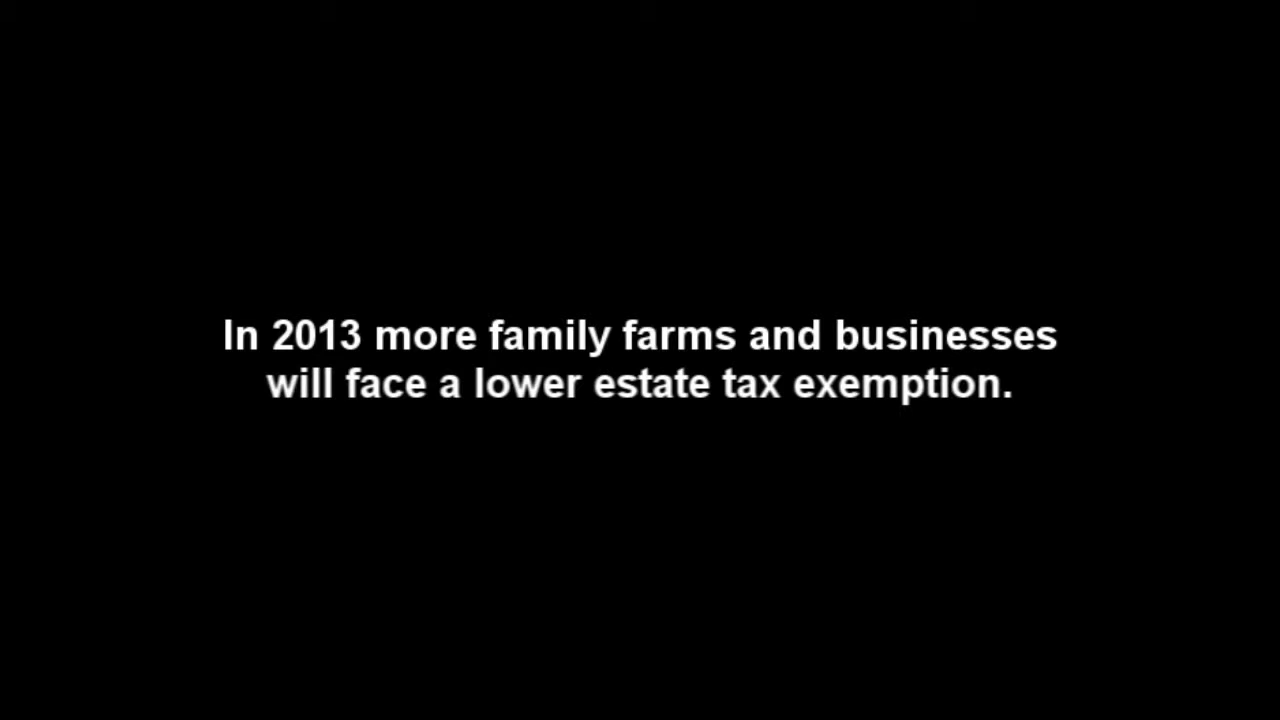 In 2013 more family farms and businesses
will face a lower estate tax exemption.